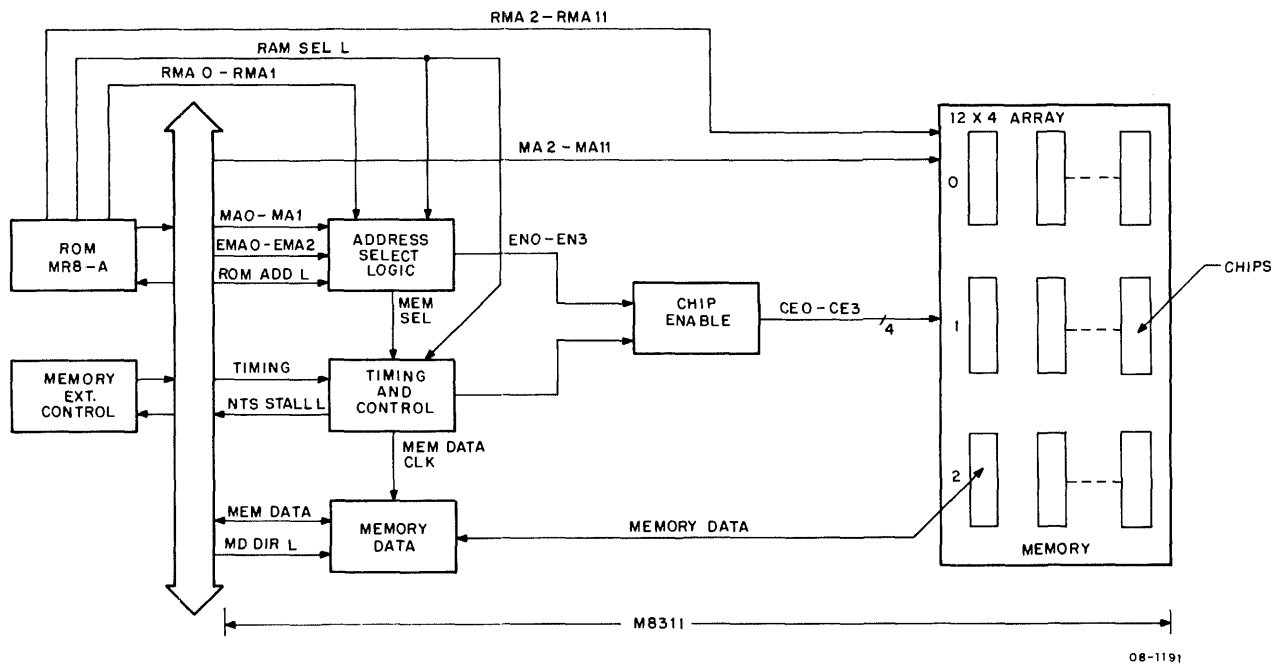 RMA 2-RMA 11
RAM SEL L
RMA 0 - RMA1
12 X 4 ARRAY
MA 2 - MA11
0
MA0-MA1
ROM
MR8-A
ADDRESS
SELECT
LOGIC
EMA0-EMA2
EN0-EN3
ROM ADD L
CHIPS
MEM
SEL
CHIP
ENABLE
CE0-CE3
4
1
MEMORY
EXT.
CONTROL
TIMING
TIMING
AND
CONTROL
NTS STALL L
MEM DATA
CLK
2
MEM DATA
MEMORY
DATA
MEMORY DATA
MD DIR L
MEMORY
M8311
08-1191